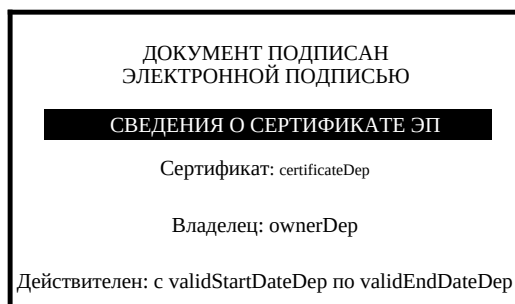 ДОКУМЕНТ ПОДПИСАН
ЭЛЕКТРОННОЙ ПОДПИСЬЮ
СВЕДЕНИЯ О СЕРТИФИКАТЕ ЭП
Сертификат: certificateDep
Владелец: ownerDep
Действителен: с validStartDateDep по validEndDateDep